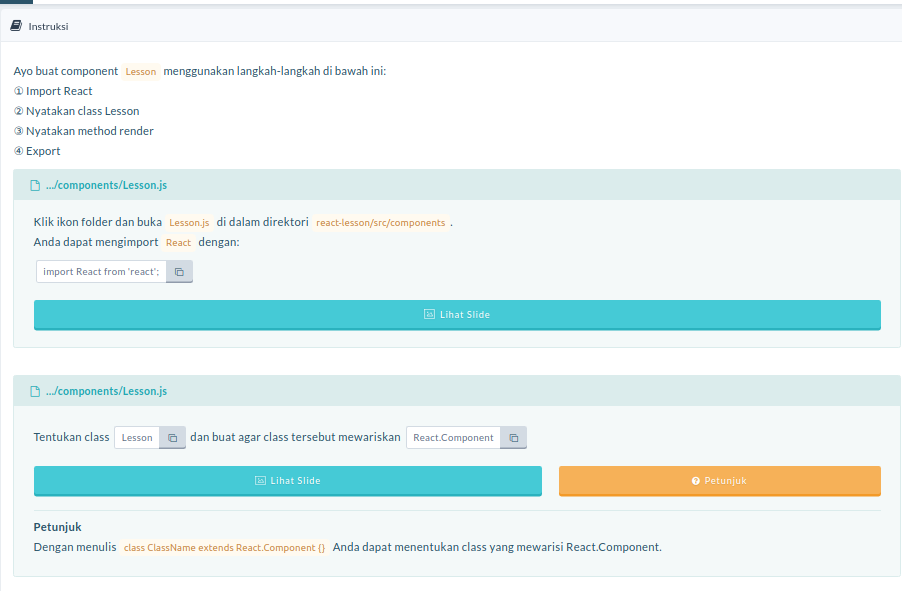 Instruksi
Ayo buat component Lesson menggunakan langkah-langkah di bawah ini:
① Import React
② Nyatakan class Lesson
③ Nyatakan method render
④ Export
.../components/Lesson.js
Klik ikon folder dan buka Lesson.js di dalam direktori react-lesson/src/components .
Anda dapat mengimport React dengan:
import React from 'react';
Lihat Slide
.../components/Lesson.js
Tentukan class Lesson dan buat agar class tersebut mewariskan React.Component
Lihat Slide Petunjuk
Petunjuk
Dengan menulis class ClassName extends React.Component {} Anda dapat menentukan class yang mewarisi React.Component.